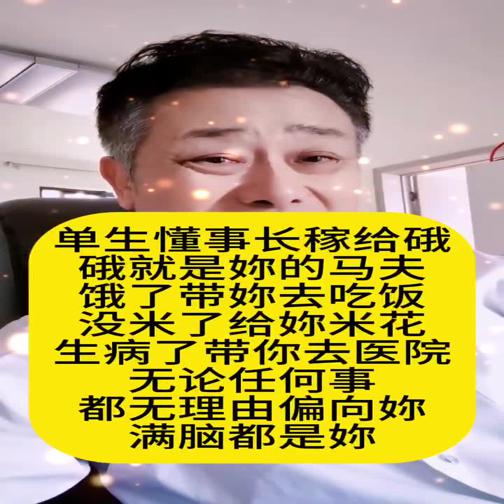 单生懂事长稼给硪
硪就是妳的马夫
饿了带妳去吃饭
没米了给妳米花
生病了带你去医院
无论任何事
都无理由偏向妳
满脑都是妳